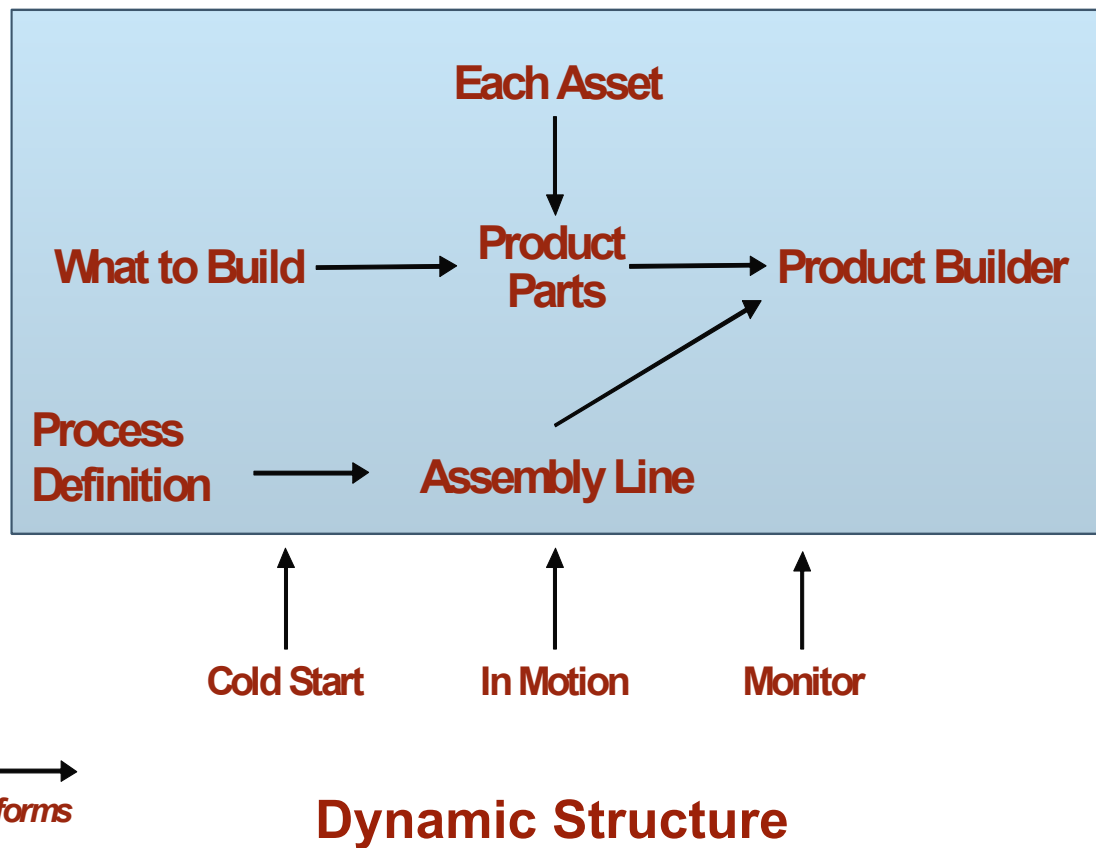 Each Asset
What to Build
Product
Parts
Product Builder
Process
Definition
Assembly Line
Cold Start
In Motion
Monitor
forms
Dynamic Structure